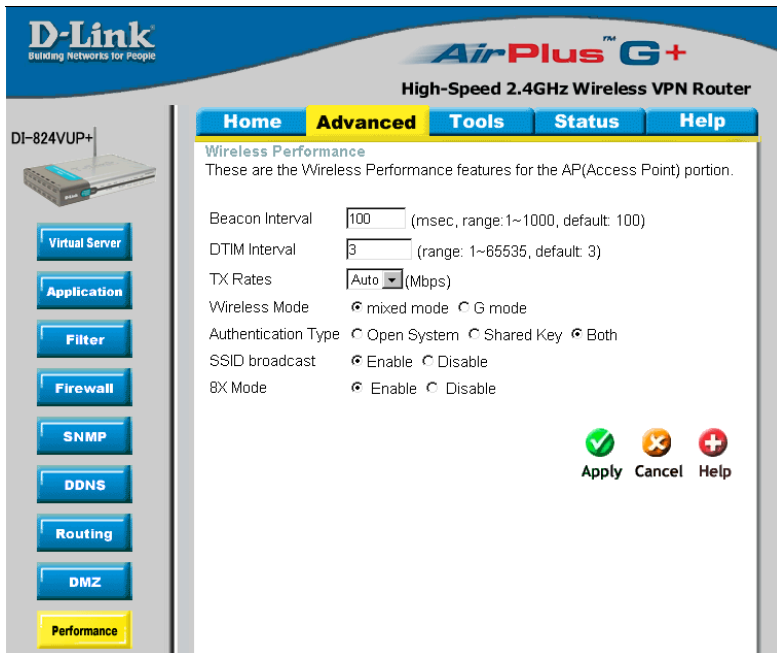 D-Link
Building Networks for People
AirPlus™ G+
High-Speed 2.4GHz Wireless VPN Router
DI-824VUP+
Home Advanced Tools Status Help
Wireless Performance
These are the Wireless Performance features for the AP(Access Point) portion.
Beacon Interval 100 (msec, range:1~1000, default: 100)
DTIM Interval 3 (range: 1~65535, default: 3)
TX Rates Auto (Mbps)
Wireless Mode mixed mode G mode
Authentication Type Open System Shared Key Both
SSID broadcast Enable Disable
8X Mode Enable Disable
Apply Cancel Help
Virtual Server
Application
Filter
Firewall
SNMP
DDNS
Routing
DMZ
Performance